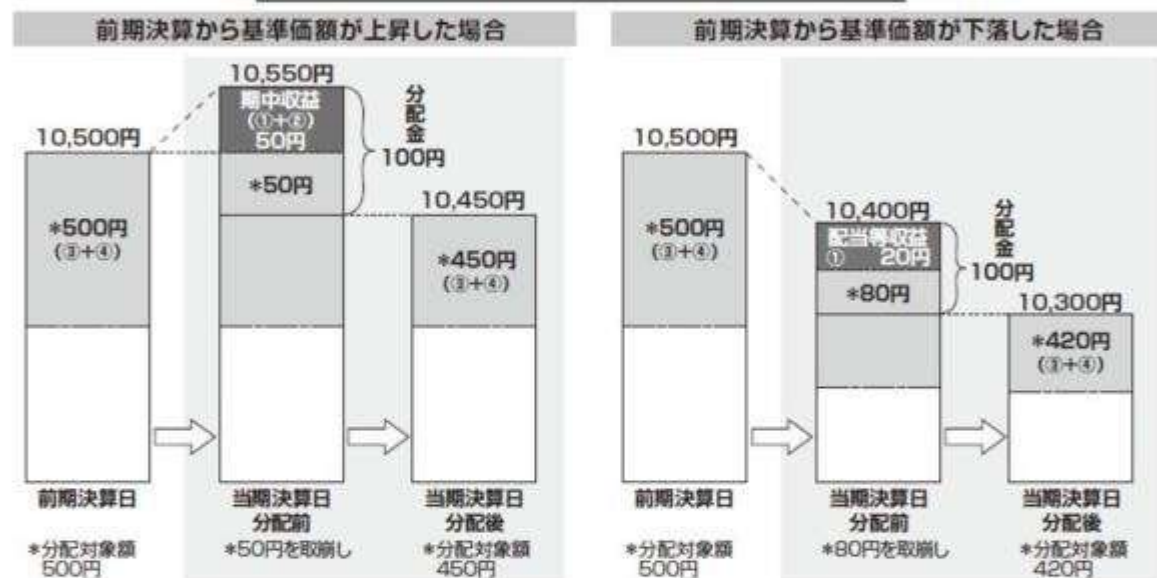 前期決算から基準価額が上昇した場合
10,500円
*500円
(③+④)
10,550円
期中収益
(①+②)
50円
*50円
分配金
100円
10,450円
*450円
(③+④)
前期決算日
当期決算日
分配前
当期決算日
分配後
*分配対象額
500円
*50円を取崩し
*分配対象額
450円
前期決算から基準価額が下落した場合
10,500円
*500円
(③+④)
10,400円
配当等収益
① 20円
*80円
分配金
100円
10,300円
*420円
(③+④)
前期決算日
当期決算日
分配前
当期決算日
分配後
*分配対象額
500円
*80円を取崩し
*分配対象額
420円